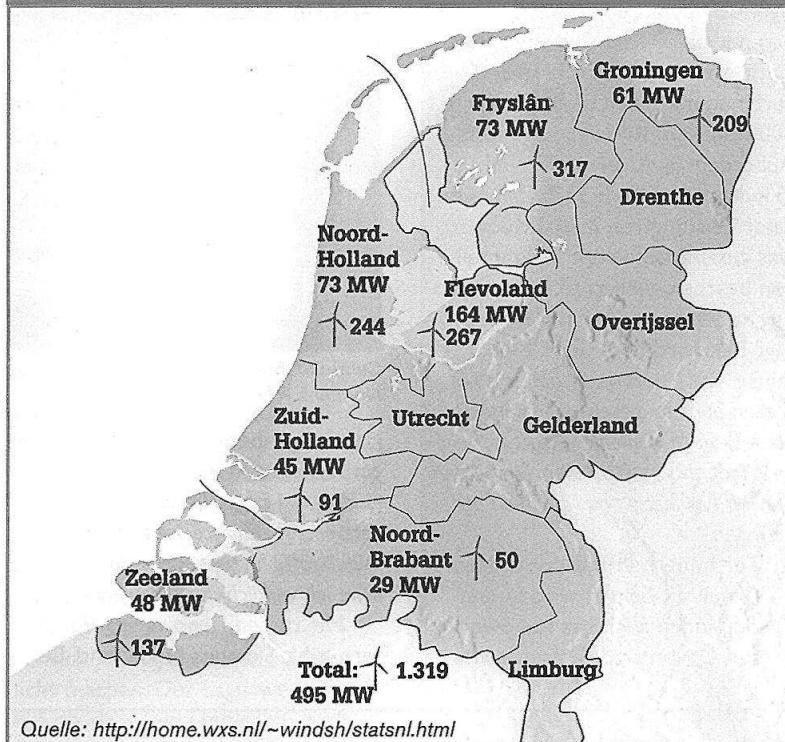 Groningen
61 MW
209
Fryslân
73 MW
317
Drenthe
Noord-
Holland
73 MW
244
Flevoland
164 MW
267
Overijssel
Zuid-
Holland
45 MW
91
Utrecht
Gelderland
Noord-
Brabant
29 MW
50
Zeeland
48 MW
137
Total:
495 MW
1.319
Limburg
Quelle: http://home.wxs.nl/~windsh/statsnl.html